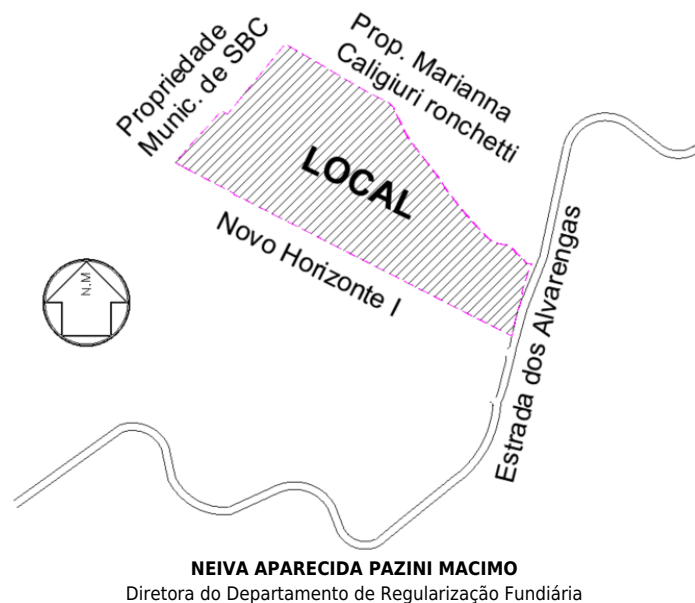 Propriedade
Munic. de SBC
Prop. Marianna
Caligiuri ronchetti
LOCAL
Novo Horizonte I
N.M
Estrada dos Alvarengas
NEIVA APARECIDA PAZINI MACIMO
Diretora do Departamento de Regularização Fundiária